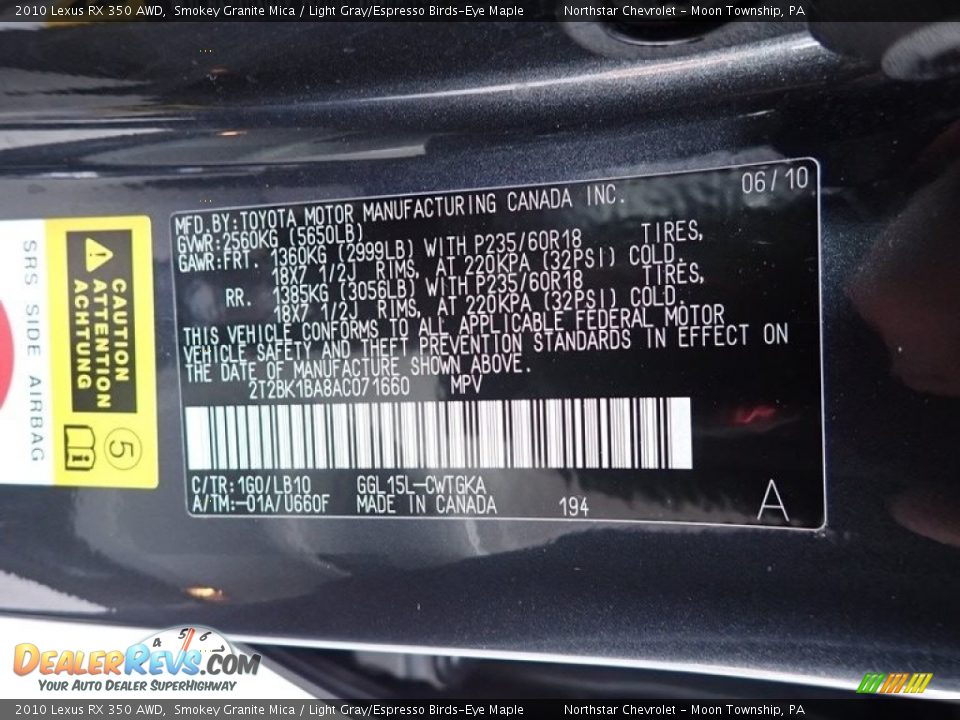 2010 Lexus RX 350 AWD, Smokey Granite Mica / Light Gray/Espresso Birds-Eye Maple Northstar Chevrolet - Moon Township, PA
06/10
MFD.BY:TOYOTA MOTOR MANUFACTURING CANADA INC.
GVWR:2560KG (5650LB)
GAWR:FRT. 1360KG (2999LB) WITH P235/60R18 TIRES,
18X7 1/2J RIMS, AT 220KPA (32PSI) COLD.
RR. 1385KG (3056LB) WITH P235/60R18 TIRES,
18X7 1/2J RIMS, AT 220KPA (32PSI) COLD.
THIS VEHICLE CONFORMS TO ALL APPLICABLE FEDERAL MOTOR
VEHICLE SAFETY AND THEFT PREVENTION STANDARDS IN EFFECT ON
THE DATE OF MANUFACTURE SHOWN ABOVE.
2T2BK1BA8AC071660 MPV
C/TR:1G0/LB10 GGL15L-CWTGKA
A/TM:-01A/U660F MADE IN CANADA 194
A
CAUTION
ATTENTION
ACHTUNG
5
SRS SIDE AIRBAG
4 5 6
DEALERREVS.COM
YOUR AUTO DEALER SUPERHIGHWAY
2010 Lexus RX 350 AWD, Smokey Granite Mica / Light Gray/Espresso Birds-Eye Maple Northstar Chevrolet - Moon Township, PA